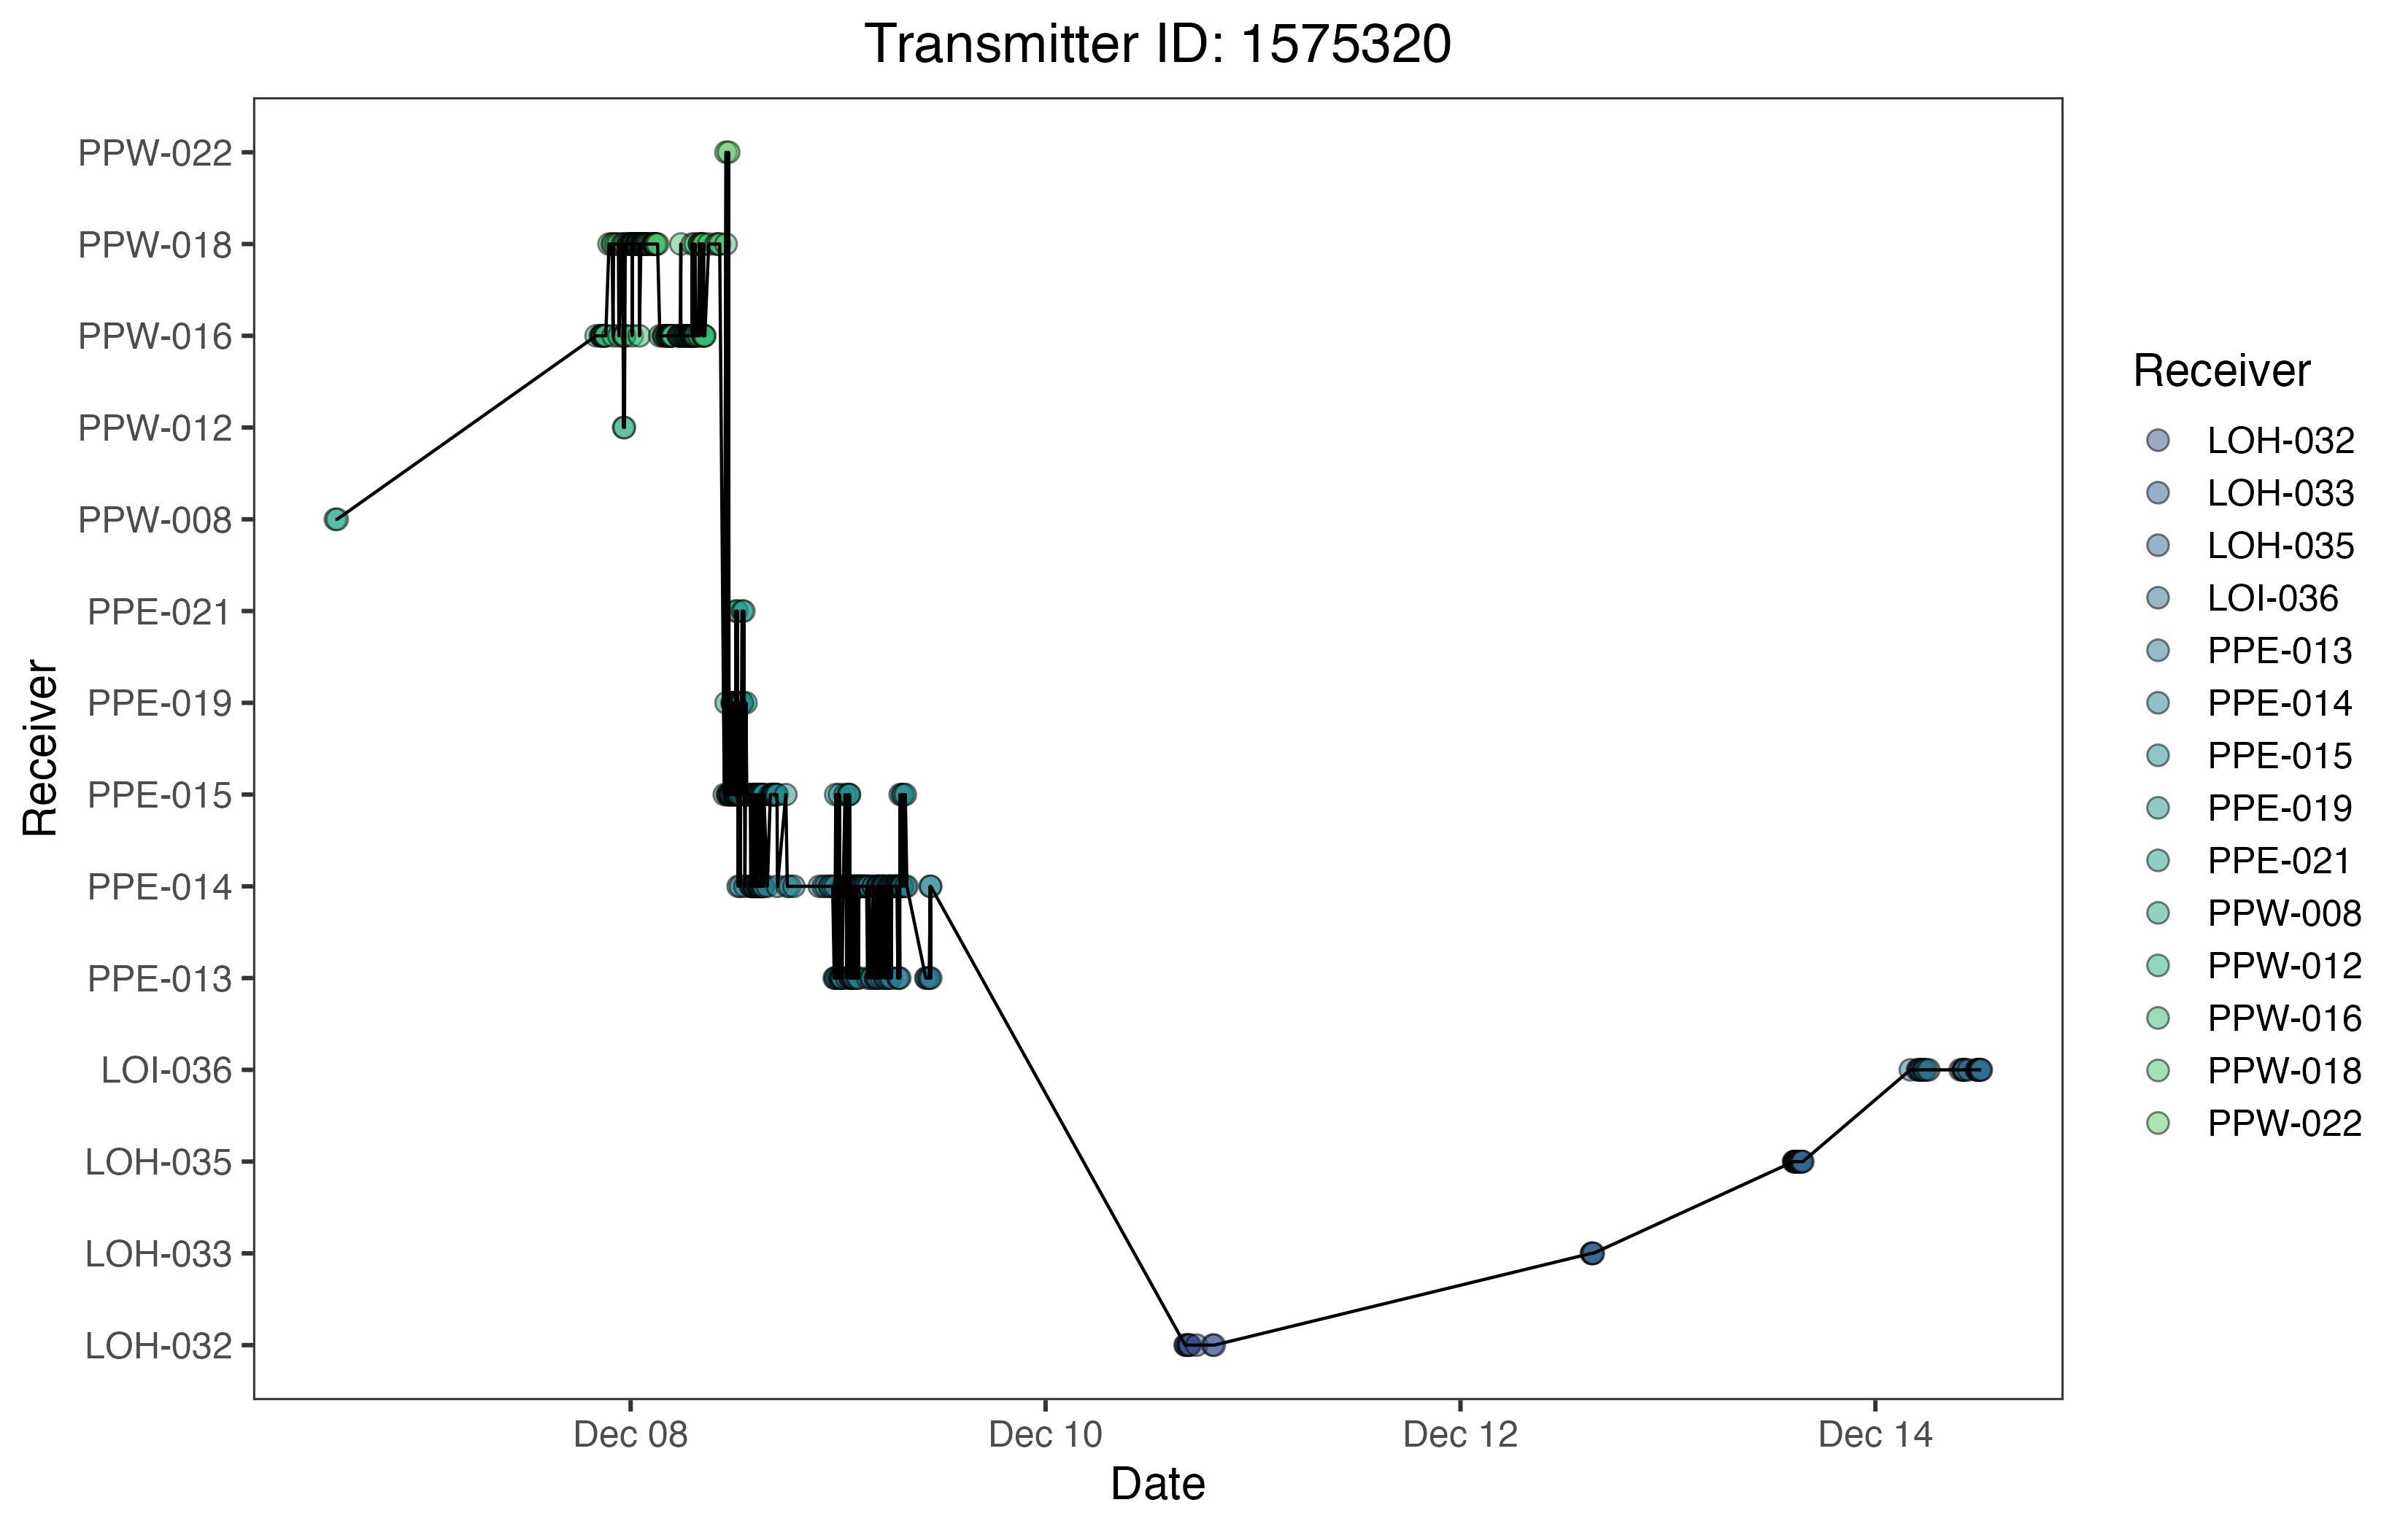 Transmitter ID: 1575320
Receiver
PPW-022
PPW-018
PPW-016
PPW-012
PPW-008
PPE-021
PPE-019
PPE-015
PPE-014
PPE-013
LOI-036
LOH-035
LOH-033
LOH-032
Dec 08
Dec 10
Dec 12
Dec 14
Date
Receiver
LOH-032
LOH-033
LOH-035
LOI-036
PPE-013
PPE-014
PPE-015
PPE-019
PPE-021
PPW-008
PPW-012
PPW-016
PPW-018
PPW-022